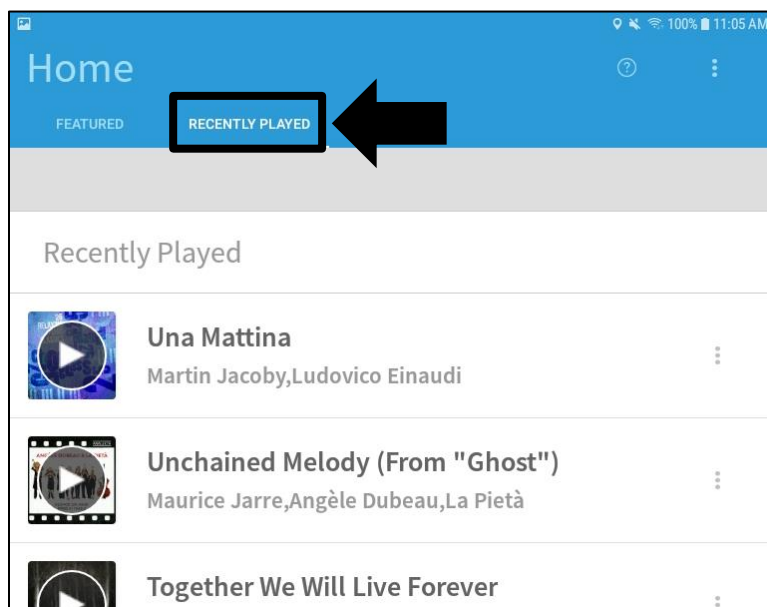 100% 11:05 AM
Home
FEATURED RECENTLY PLAYED
Recently Played
Una Mattina
Martin Jacoby,Ludovico Einaudi
Unchained Melody (From "Ghost")
Maurice Jarre,Angèle Dubeau,La Pietà
Together We Will Live Forever